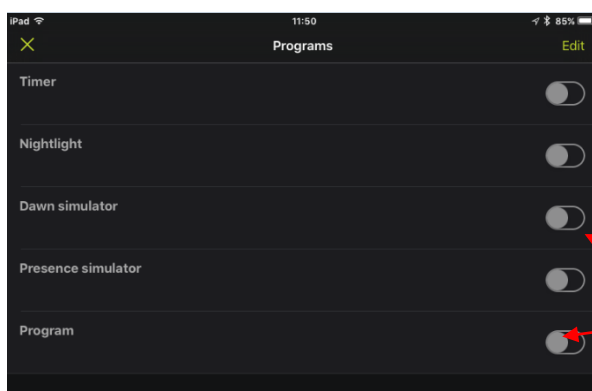 iPad 11:50 85%
Programs Edit
Timer
Nightlight
Dawn simulator
Presence simulator
Program